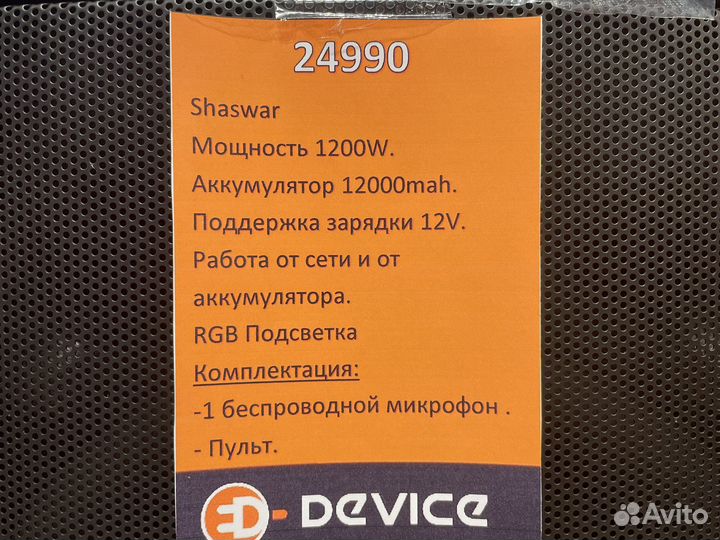 24990
Shaswar
Мощность 1200W.
Аккумулятор 12000mah.
Поддержка зарядки 12V.
Работа от сети и от
аккумулятора.
RGB Подсветка
Комплектация:
-1 беспроводной микрофон .
- Пульт.
D- DEVICE
Avito